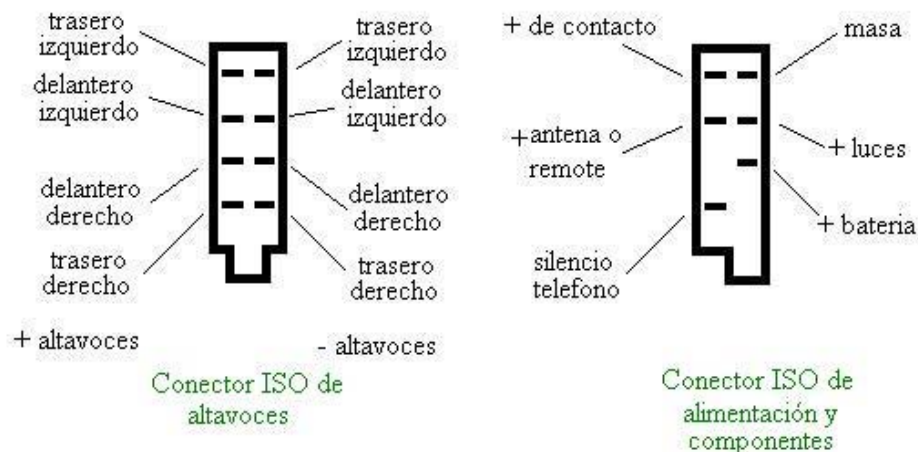 trasero
izquierdo
trasero
izquierdo
delantero
izquierdo
delantero
izquierdo
delantero
derecho
delantero
derecho
trasero
derecho
trasero
derecho
+ altavoces
- altavoces
Conector ISO de
altavoces
+ de contacto
masa
+antena o
remote
+ luces
+ bateria
silencio
telefono
Conector ISO de
alimentación y
componentes